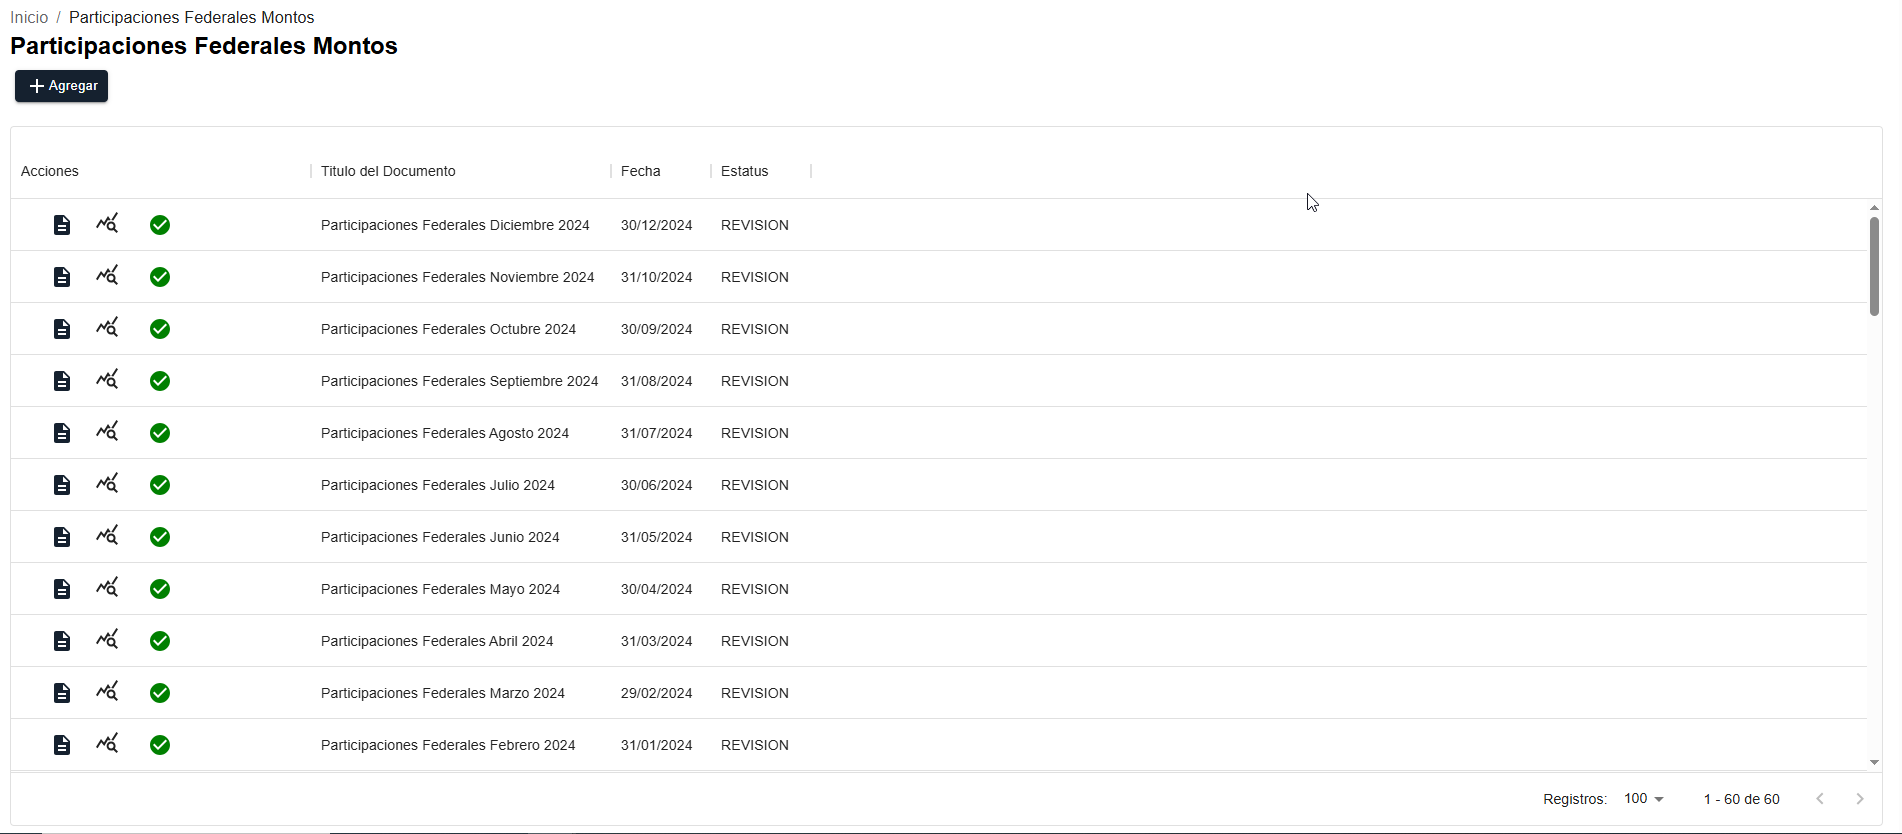 Inicio / Participaciones Federales Montos
Participaciones Federales Montos
Agregar
Acciones Titulo del Documento Fecha Estatus
Participaciones Federales Diciembre 2024 30/12/2024 REVISION
Participaciones Federales Noviembre 2024 31/10/2024 REVISION
Participaciones Federales Octubre 2024 30/09/2024 REVISION
Participaciones Federales Septiembre 2024 31/08/2024 REVISION
Participaciones Federales Agosto 2024 31/07/2024 REVISION
Participaciones Federales Julio 2024 30/06/2024 REVISION
Participaciones Federales Junio 2024 31/05/2024 REVISION
Participaciones Federales Mayo 2024 30/04/2024 REVISION
Participaciones Federales Abril 2024 31/03/2024 REVISION
Participaciones Federales Marzo 2024 29/02/2024 REVISION
Participaciones Federales Febrero 2024 31/01/2024 REVISION
Registros: 100 1 - 60 de 60